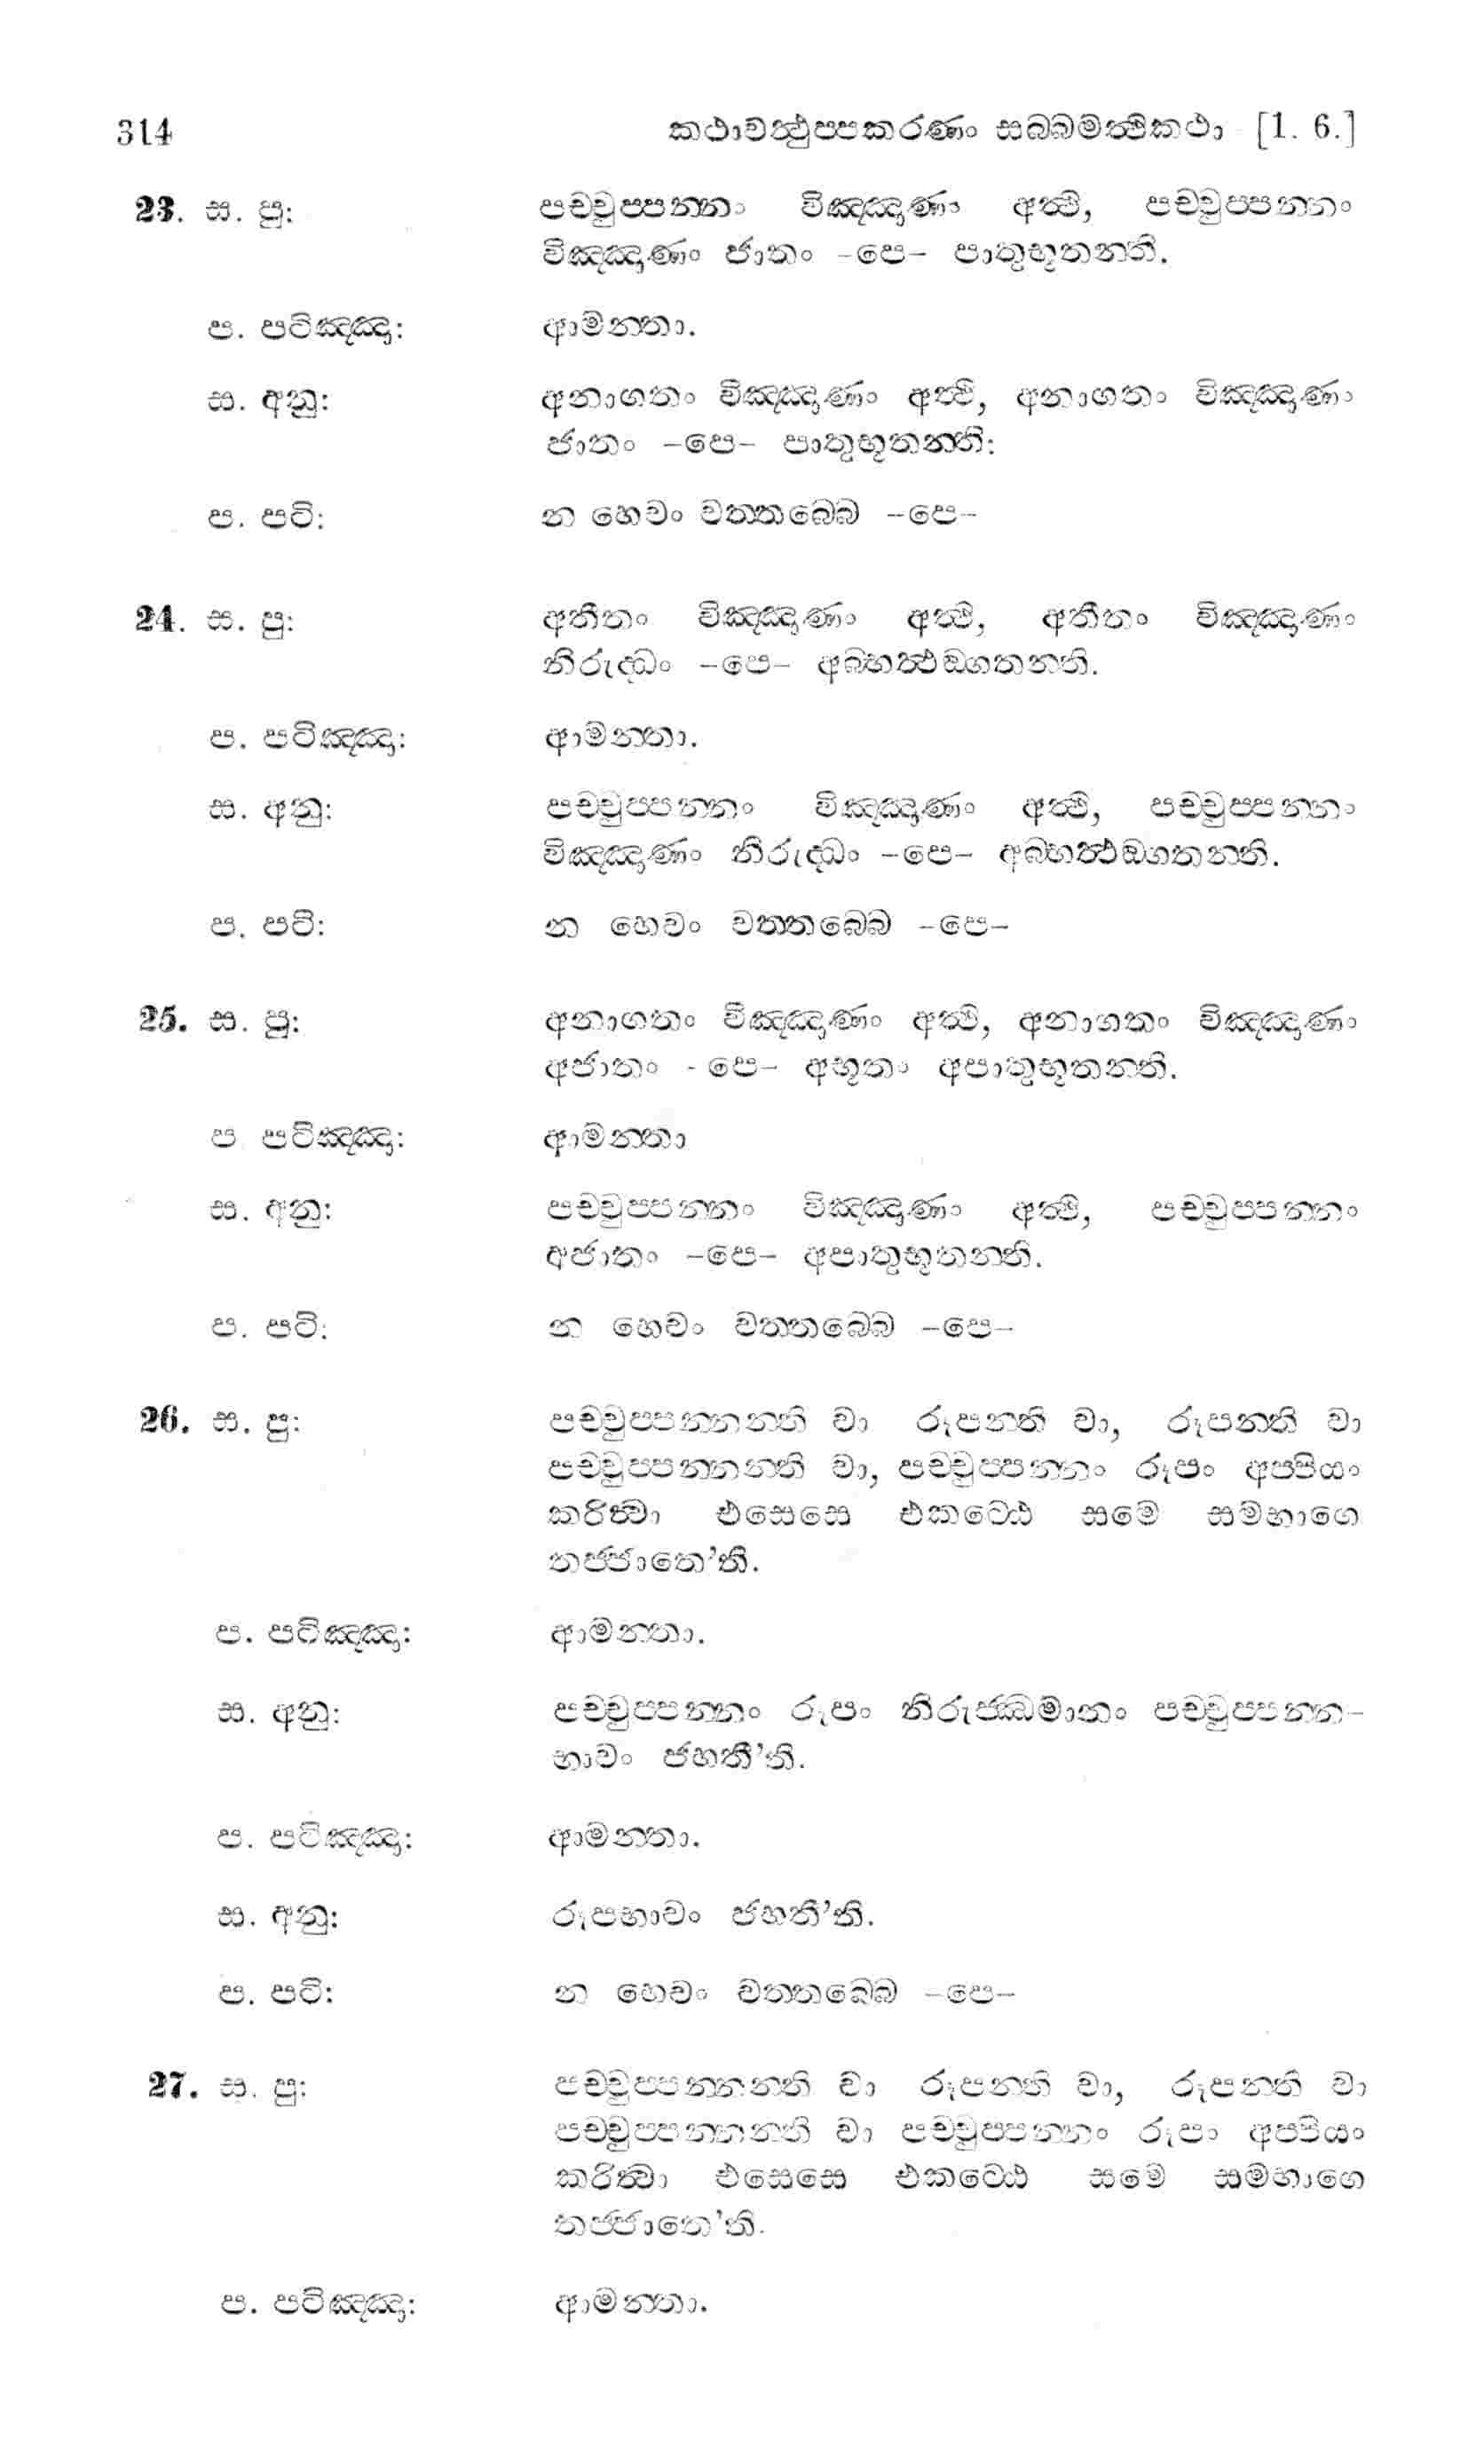 314 කථාවත්ථුප්පකරණං සබ්බමත්ථිකථා [1. 6.]
23. ස. පු: පච්චුප්පන්නං විඤ්ඤාණං අත්ථි, පච්චුප්පන්නං
විඤ්ඤාණං ජාතං -පෙ- පාතුභූතන්ති.
ප. පටිඤ්ඤා: ආමන්තා.
ස. අනු: අනාගතං විඤ්ඤාණං අත්ථි, අනාගතං විඤ්ඤාණං
ජාතං -පෙ- පාතුභූතන්ති:
ප. පටි: න හෙවං වත්තබ්බෙ -පෙ-
24. ස. පු: අතීතං විඤ්ඤාණං අත්ථි, අතීතං විඤ්ඤාණං
නිරුද්ධං -පෙ- අබ්භත්ථඞ්ගතන්ති.
ප. පටිඤ්ඤා: ආමන්තා.
ස. අනු: පච්චුප්පන්නං විඤ්ඤාණං අත්ථි, පච්චුප්පන්නං
විඤ්ඤාණං නිරුද්ධං -පෙ- අබ්භත්ථඞ්ගතන්ති.
ප. පටි: න හෙවං වත්තබ්බෙ -පෙ-
25. ස. පු: අනාගතං විඤ්ඤාණං අත්ථි, අනාගතං විඤ්ඤාණං
අජාතං - පෙ- අභූතං අපාතුභූතන්ති.
ප පටිඤ්ඤා: ආමන්තා
ස. අනු: පච්චුප්පන්නං විඤ්ඤාණං අත්ථි, පච්චුප්පන්නං
අජාතං -පෙ- අපාතුභූතන්ති.
ප. පටි: න හෙවං වත්තබ්බෙ -පෙ-
26. ස. පු: පච්චුප්පන්නන්ති වා රූපන්ති වා, රූපන්ති වා
පච්චුප්පන්නන්ති වා, පච්චුප්පන්නං රූපං අප්පියං
කරිත්වා එසෙසෙ එකට්ඨෙ සමෙ සමභාගෙ
තජ්ජාතෙ’ති.
ප. පටිඤ්ඤා: ආමන්තා.
ස. අනු: පච්චුප්පන්නං රූපං නිරුජ්ඣමානං පච්චුප්පන්න-
භාවං ජහතී’ති.
ප. පටිඤ්ඤා: ආමන්තා.
ස. අනු: රූපභාවං ජහතී’ති.
ප. පටි: න හෙවං වත්තබ්බෙ -පෙ-
27. ස. පු: පච්චුප්පන්නන්ති වා රූපන්ති වා, රූපන්ති වා
පච්චුප්පන්නන්ති වා පච්චුප්පන්නං රූපං අප්පියං
කරිත්වා එසෙසෙ එකට්ඨෙ සමෙ සමභාගෙ
තජ්ජාතෙ’ති.
ප. පටිඤ්ඤා: ආමන්තා.